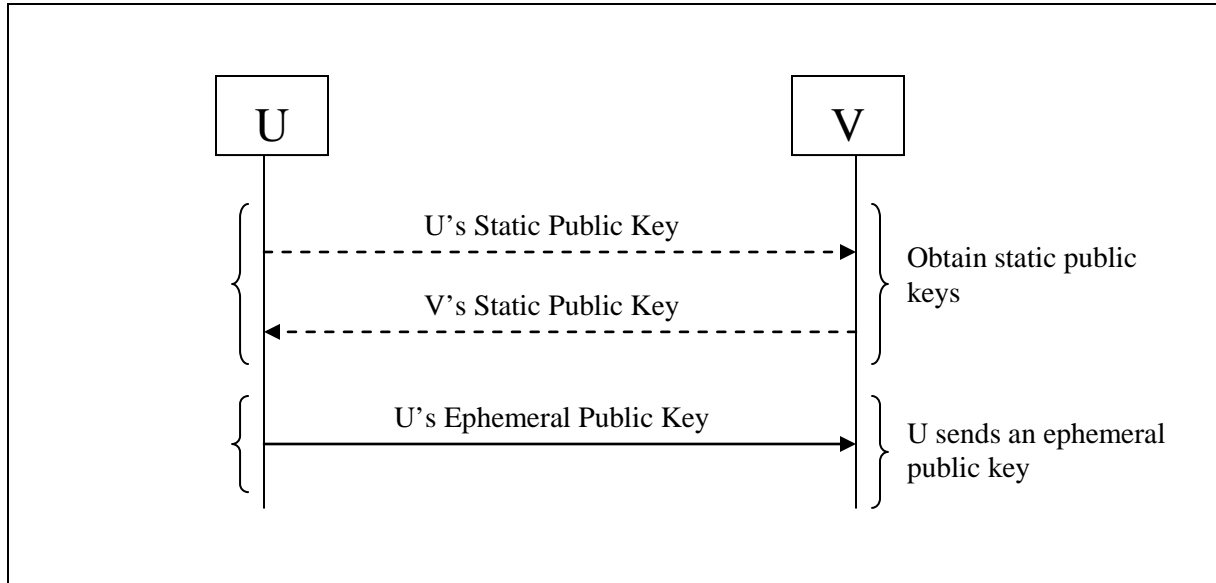 U
V
U’s Static Public Key
V’s Static Public Key
Obtain static public
keys
U’s Ephemeral Public Key
U sends an ephemeral
public key